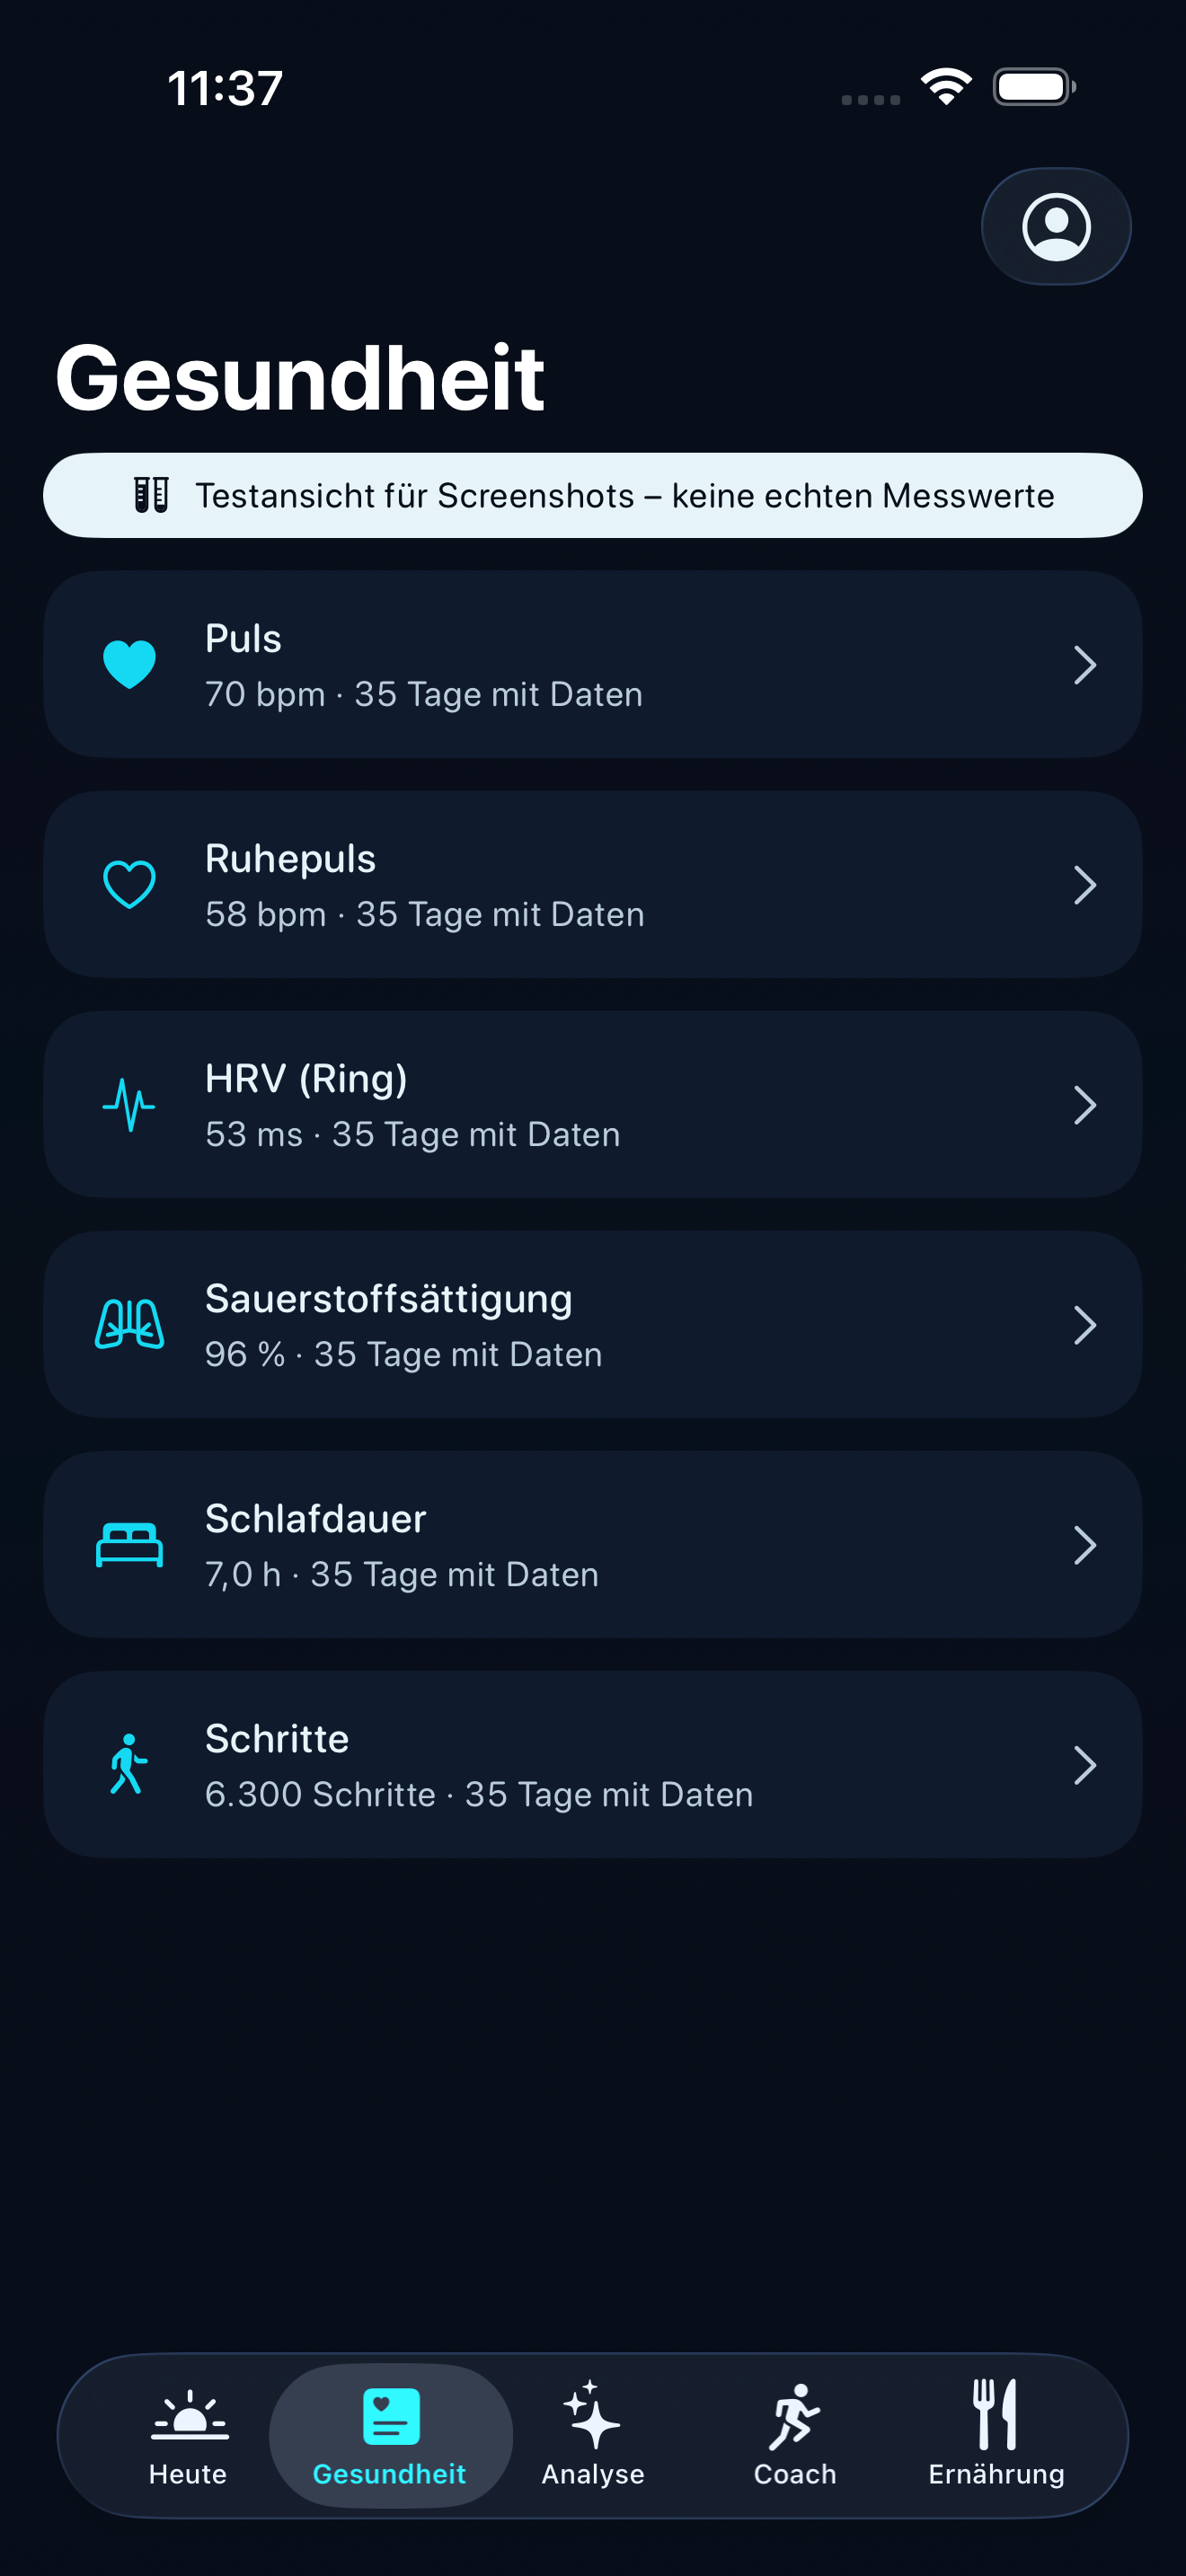 11:37
Gesundheit
Testansicht für Screenshots – keine echten Messwerte
Puls
70 bpm · 35 Tage mit Daten
Ruhepuls
58 bpm · 35 Tage mit Daten
HRV (Ring)
53 ms · 35 Tage mit Daten
Sauerstoffsättigung
96 % · 35 Tage mit Daten
Schlafdauer
7,0 h · 35 Tage mit Daten
Schritte
6.300 Schritte · 35 Tage mit Daten
Heute Gesundheit Analyse Coach Ernährung